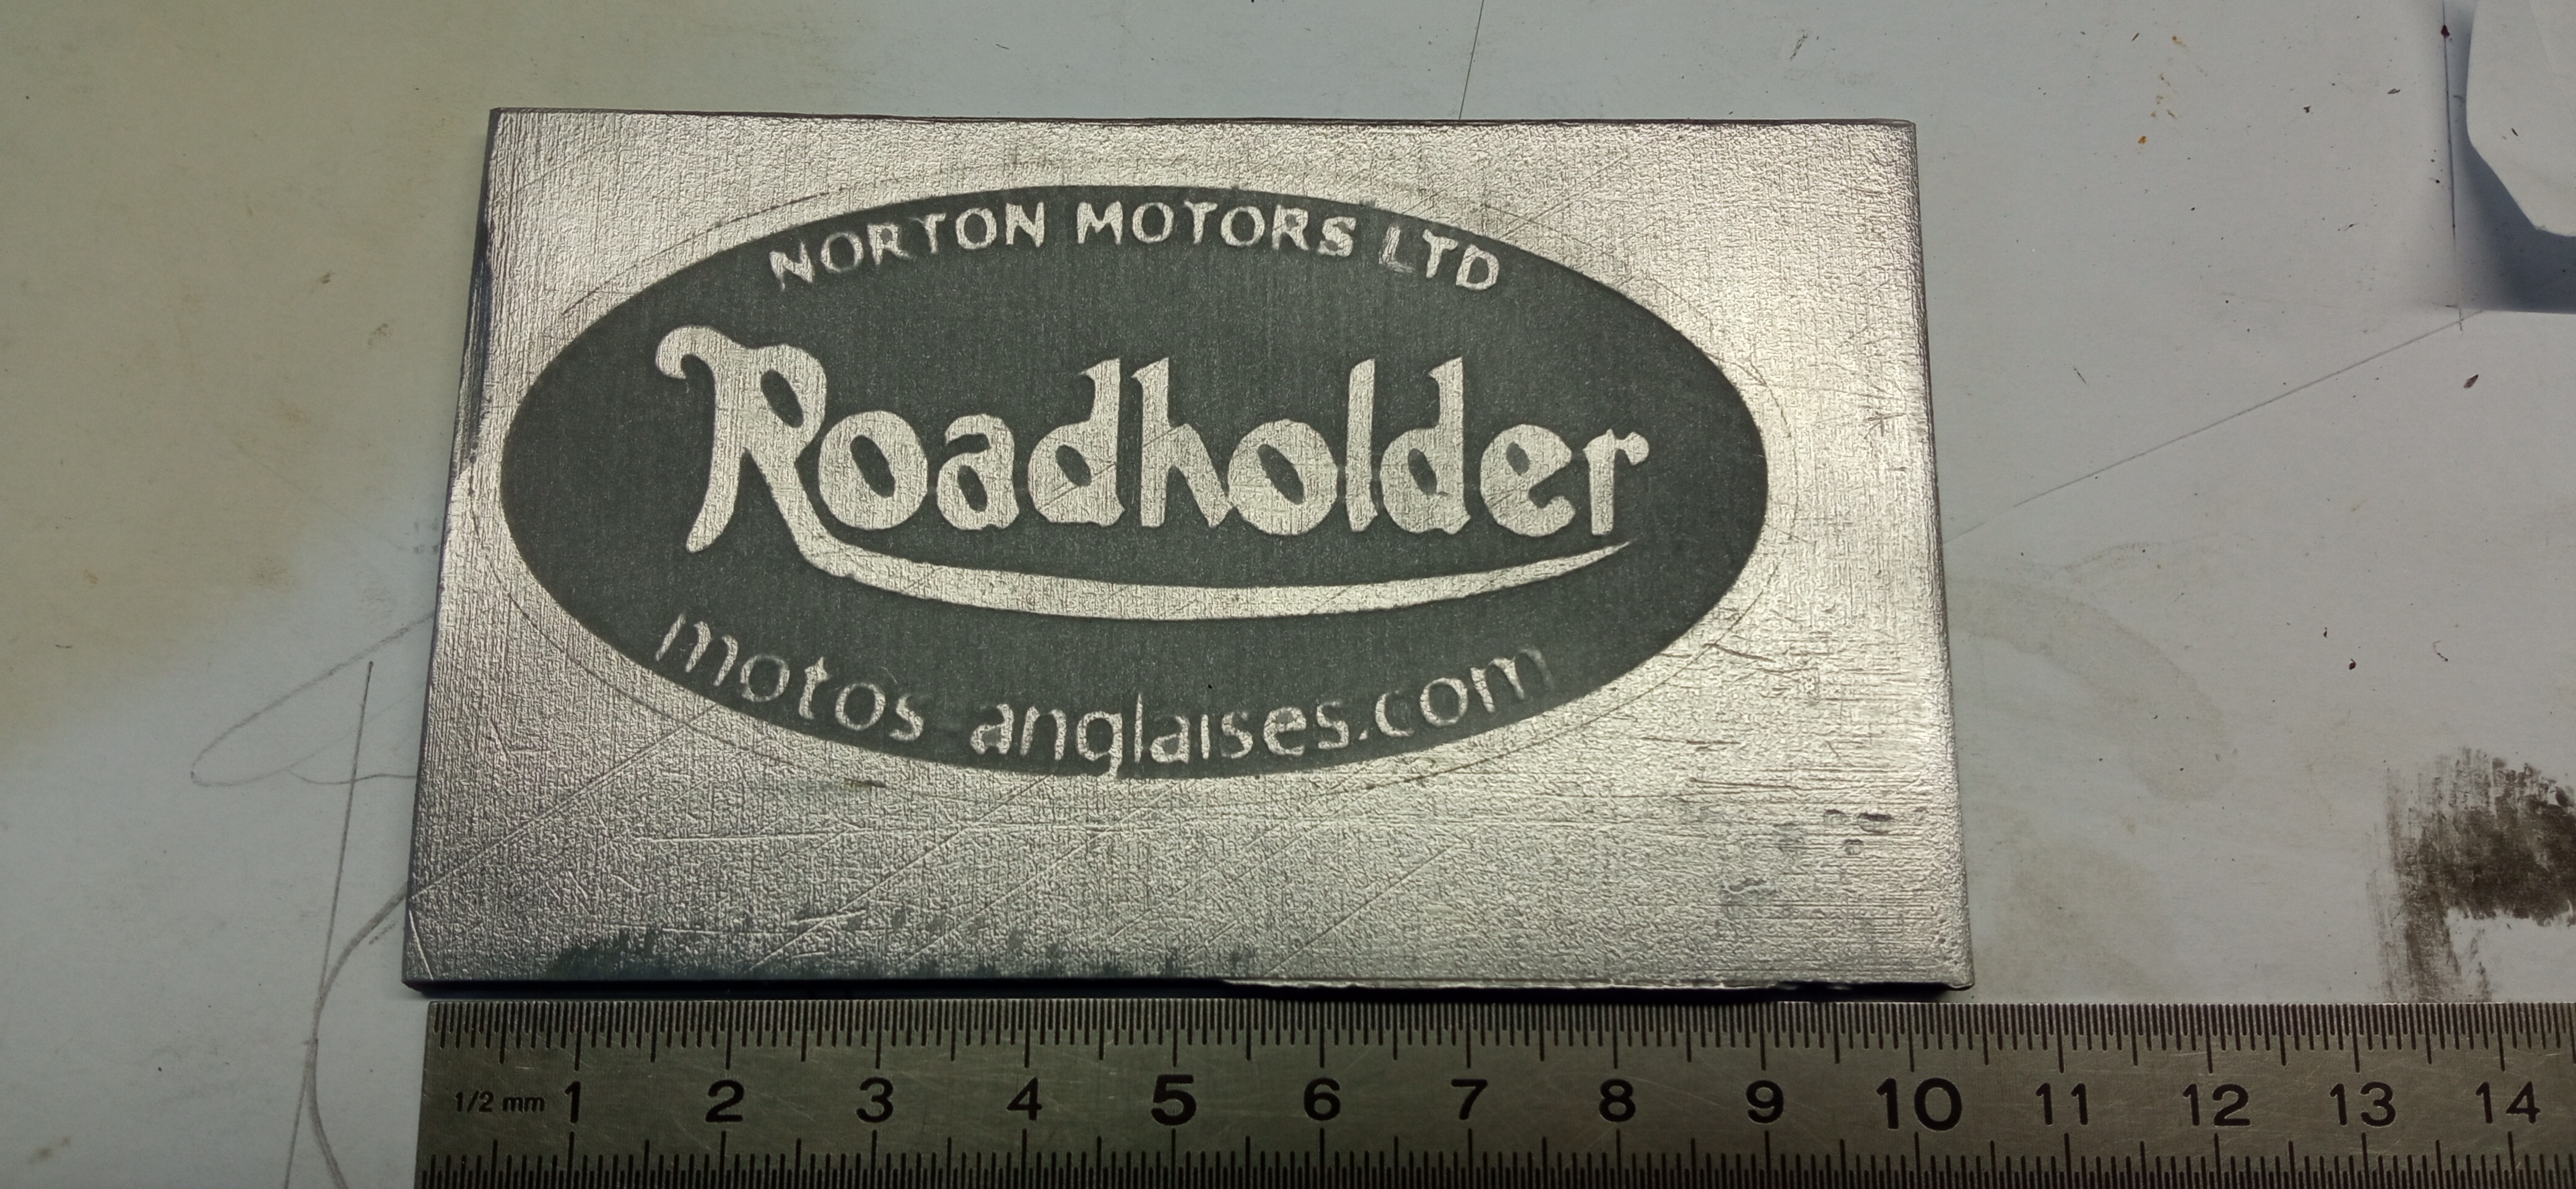 NORTON MOTORS LTD
Roadholder
motos anglaises.com
1/2 mm 1 2 3 4 5 6 7 8 9 10 11 12 13 14